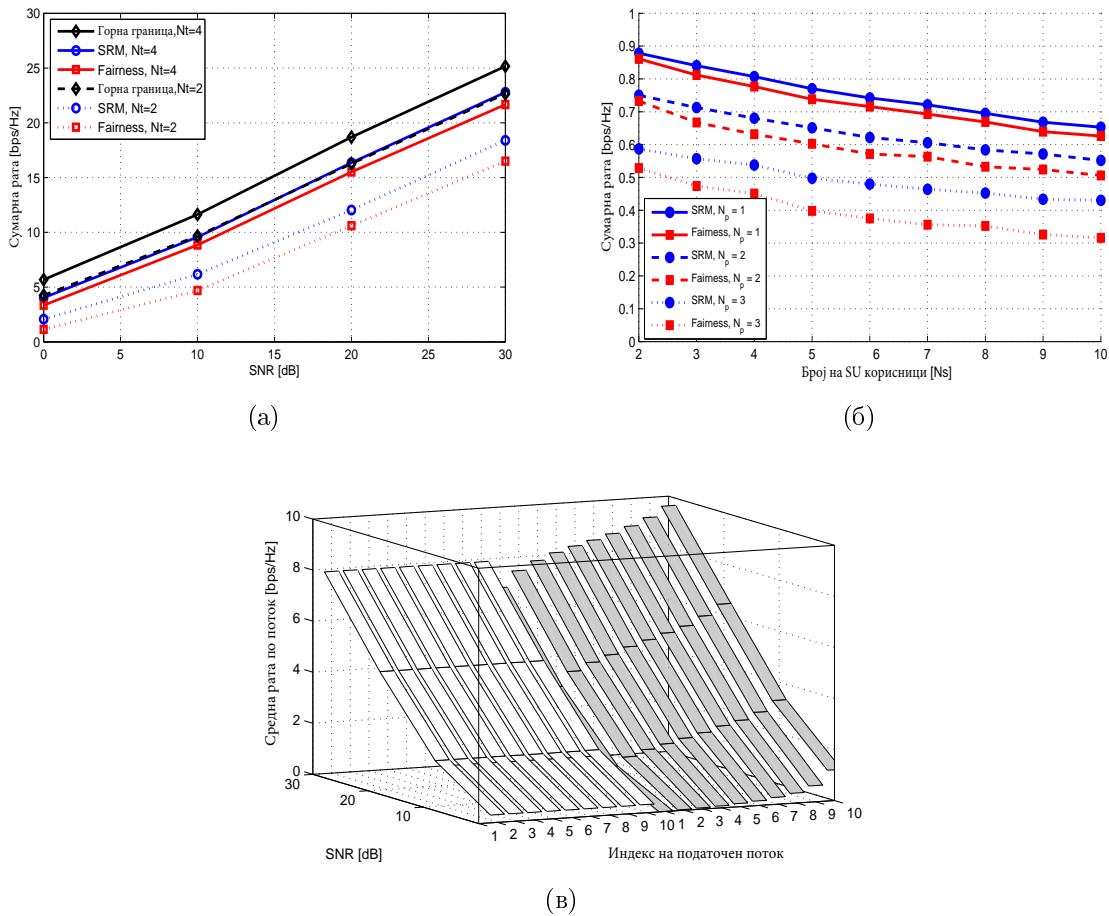 30
25
20
15
10
5
0
0
5
10
15
20
25
30
Сумарна рата [bps/Hz]
SNR [dB]
Горна граница,Nt=4
SRM, Nt=4
Fairness, Nt=4
Горна граница,Nt=2
SRM, Nt=2
Fairness, Nt=2
(а)
1
0.9
0.8
0.7
0.6
0.5
0.4
0.3
0.2
0.1
0
2
3
4
5
6
7
8
9
10
Сумарна рата [bps/Hz]
Број на SU корисници [Ns]
SRM, N_p = 1
Fairness, N_p = 1
SRM, N_p = 2
Fairness, N_p = 2
SRM, N_p = 3
Fairness, N_p = 3
(б)
10
8
6
4
2
0
30
20
10
1 2 3 4 5 6 7 8 9 10 1 2 3 4 5 6 7 8 9 10
Средна рата по поток [bps/Hz]
SNR [dB]
Индекс на податочен поток
(в)